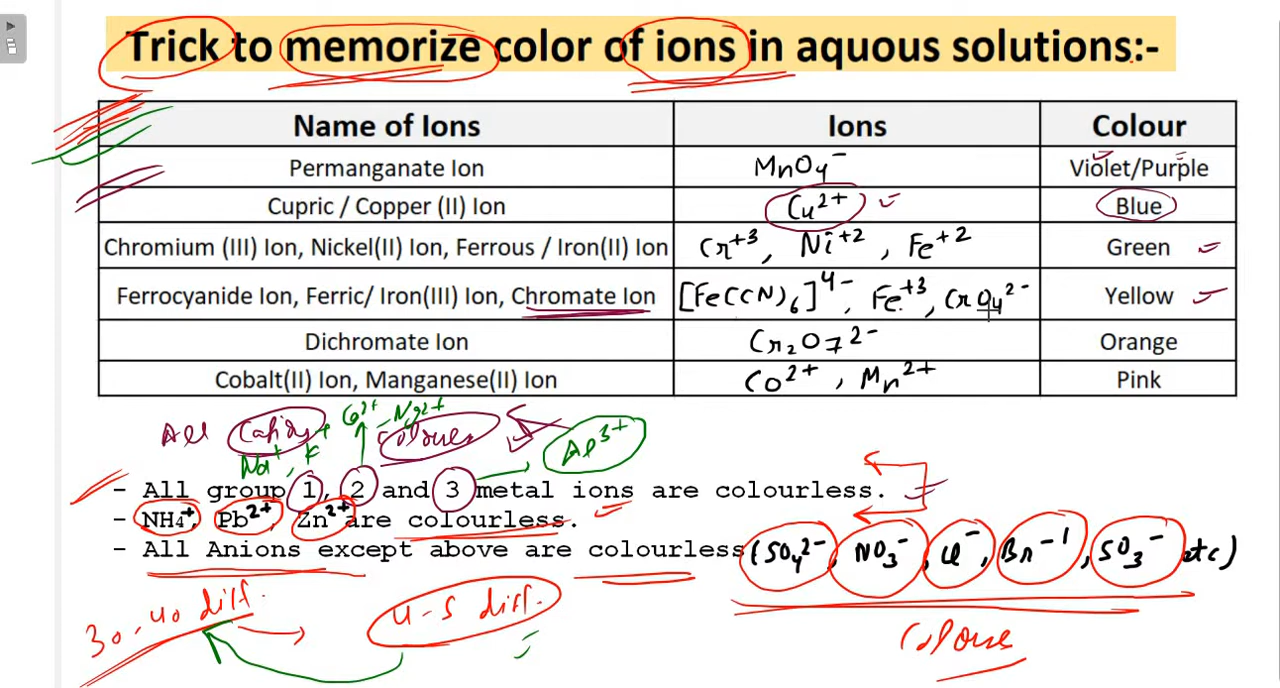 Trick to memorize color of ions in aquous solutions:-
Name of Ions Ions Colour
Permanganate Ion MnO4⁻ Violet/Purple
Cupric / Copper (II) Ion Cu²⁺ Blue
Chromium (III) Ion, Nickel(II) Ion, Ferrous / Iron(II) Ion Cr⁺³, Ni⁺², Fe⁺² Green
Ferrocyanide Ion, Ferric/ Iron(III) Ion, Chromate Ion [Fe(CN)6]⁴⁻, Fe⁺³, CrO4²⁻ Yellow
Dichromate Ion Cr2O7²⁻ Orange
Cobalt(II) Ion, Manganese(II) Ion Co²⁺, Mn²⁺ Pink
All
Na⁺, K⁺ Al³⁺
- All group 1, 2 and 3 metal ions are colourless.
- NH4⁺, Pb²⁺, Zn²⁺ are colourless.
- All Anions except above are colourless (SO4²⁻, NO3⁻, Cl⁻, Br⁻¹, SO3⁻ etc)
30-40 diff. 4-5 diff.